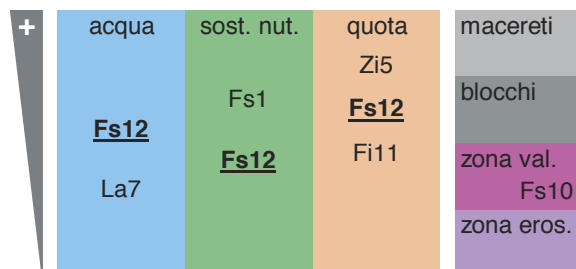 +
acqua
sost. nut.
quota
macereti
Zi5
Fs1
Fs12
blocchi
Fs12
Fs12
Fi11
zona val.
La7
Fs10
zona eros.